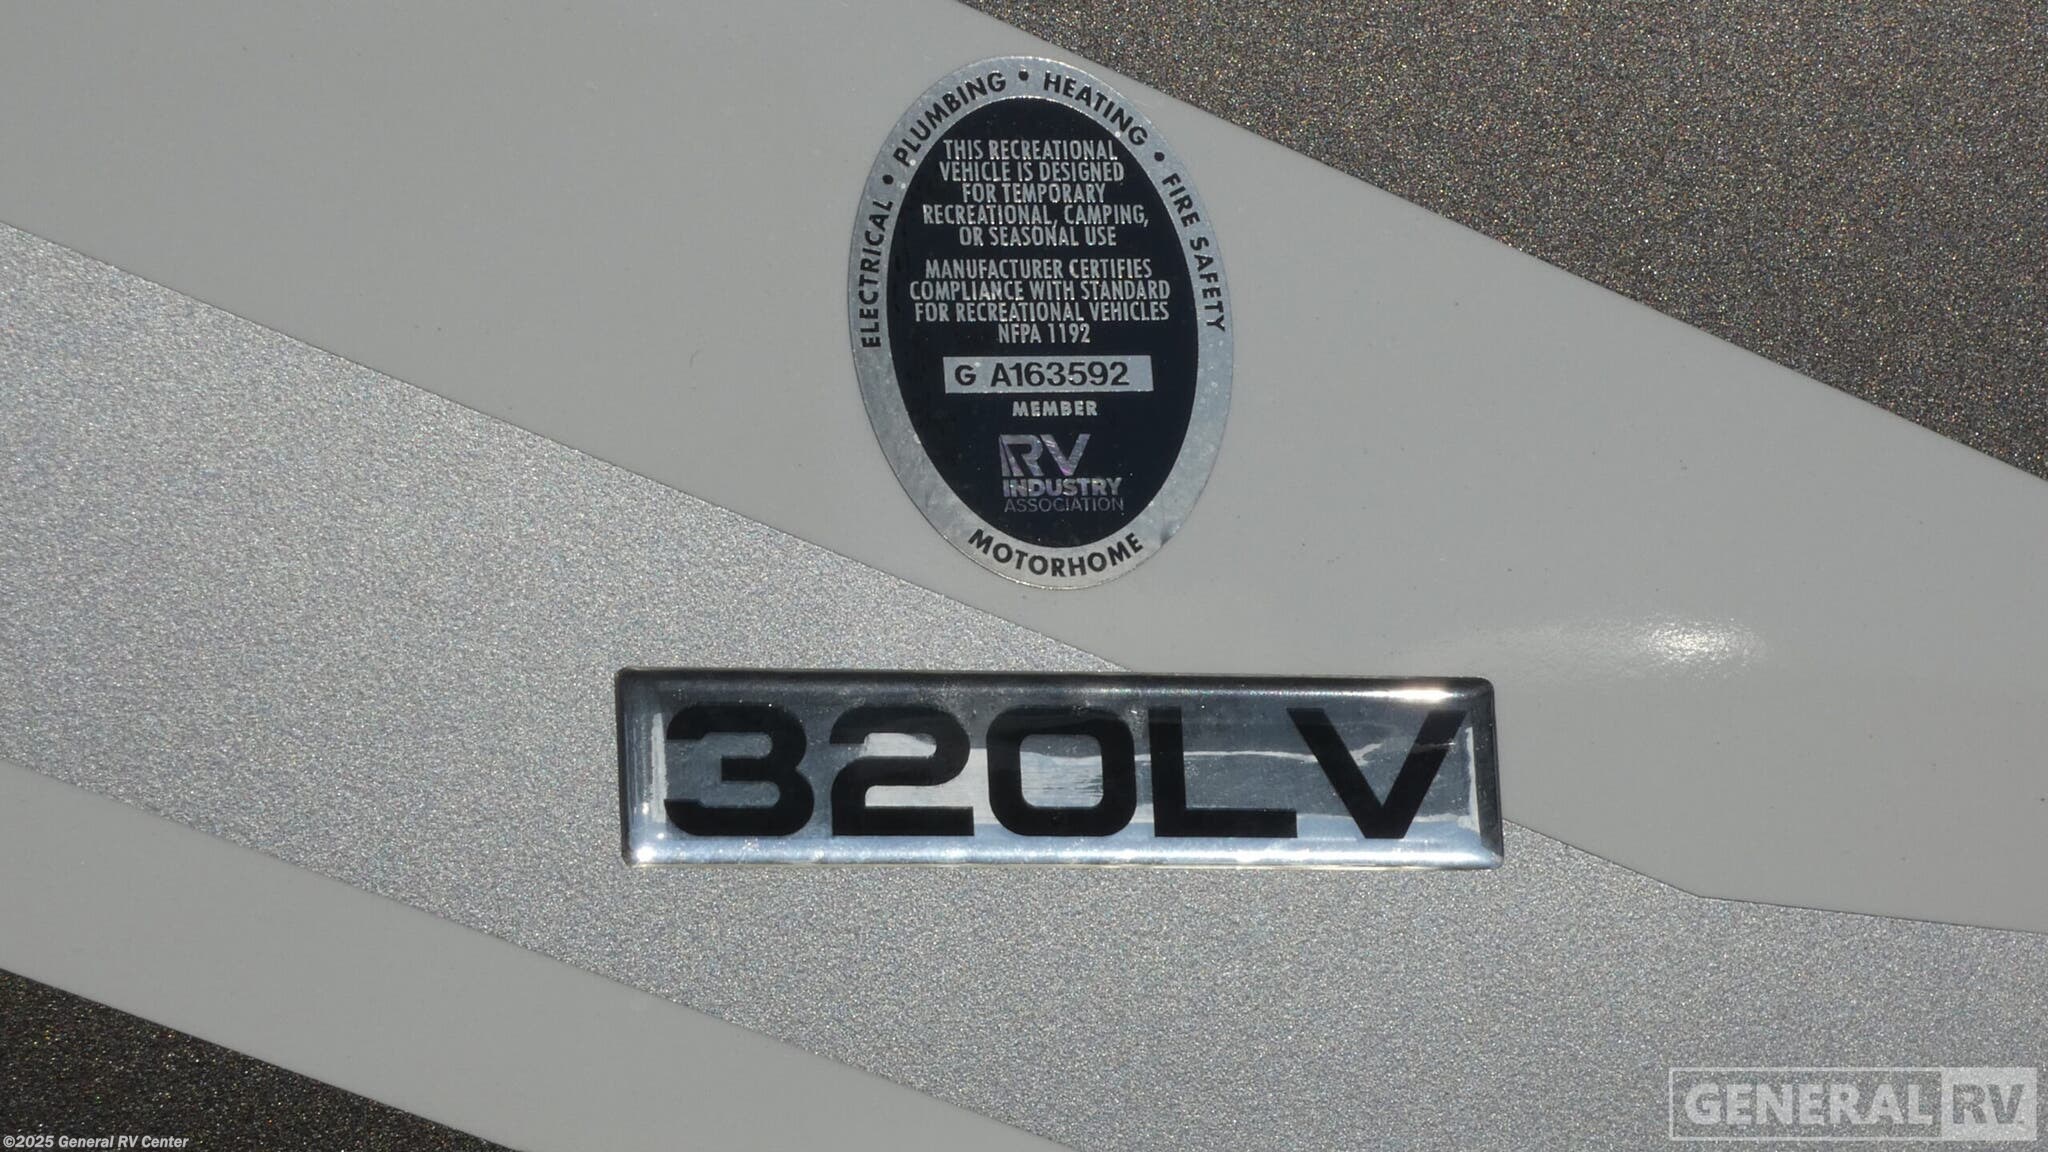 ELECTRICAL • PLUMBING • HEATING • FIRE SAFETY
THIS RECREATIONAL
VEHICLE IS DESIGNED
FOR TEMPORARY
RECREATIONAL, CAMPING,
OR SEASONAL USE
MANUFACTURER CERTIFIES
COMPLIANCE WITH STANDARD
FOR RECREATIONAL VEHICLES
NFPA 1192
G A163592
MEMBER
RV
INDUSTRY
ASSOCIATION
MOTORHOME
320LV
GENERAL RV
©2025 General RV Center